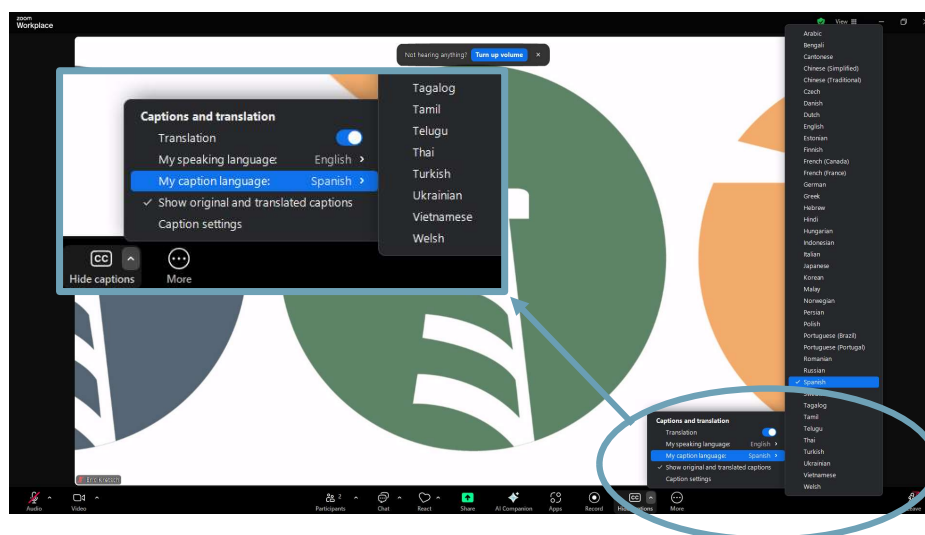 zoom
Workplace
View
Not hearing anything? Turn up volume ×
Captions and translation
Translation
My speaking language: English >
My caption language: Spanish >
✓ Show original and translated captions
Caption settings
Tagalog
Tamil
Telugu
Thai
Turkish
Ukrainian
Vietnamese
Welsh
CC
Hide captions
More
Arabic
Bengali
Cantonese
Chinese (Simplified)
Chinese (Traditional)
Czech
Danish
Dutch
English
Estonian
Finnish
French (Canada)
French (France)
German
Greek
Hebrew
Hindi
Hungarian
Indonesian
Italian
Japanese
Korean
Malay
Norwegian
Persian
Polish
Portuguese (Brazil)
Portuguese (Portugal)
Romanian
Russian
✓ Spanish
Tagalog
Tamil
Telugu
Thai
Turkish
Ukrainian
Vietnamese
Welsh
Captions and translation
Translation
My speaking language: English >
My caption language: Spanish >
✓ Show original and translated captions
Caption settings
2
CC
Audio
Video
Participants
Chat
React
Share
AI Companion
Apps
Record
More